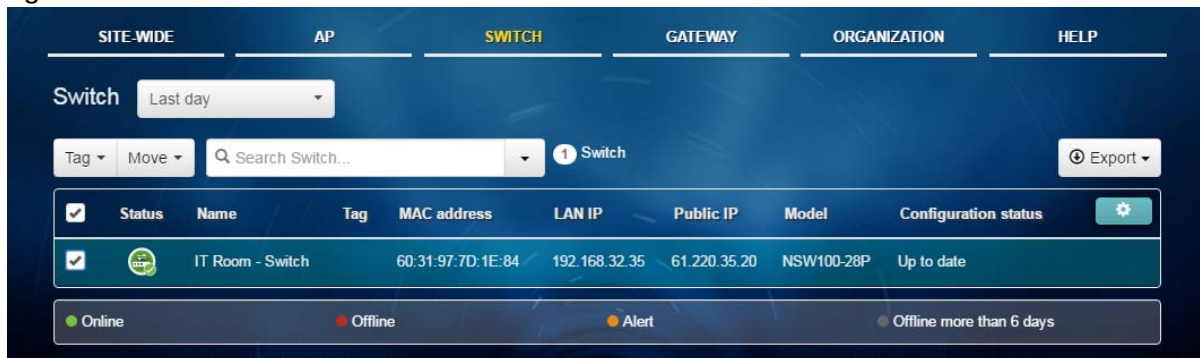 SITE-WIDE AP SWITCH GATEWAY ORGANIZATION HELP
Switch Last day
Tag Move Search Switch... 1 Switch Export
Status Name Tag MAC address LAN IP Public IP Model Configuration status
IT Room - Switch 60:31:97:7D:1E:84 192.168.32.35 61.220.35.20 NSW100-28P Up to date
Online Offline Alert Offline more than 6 days